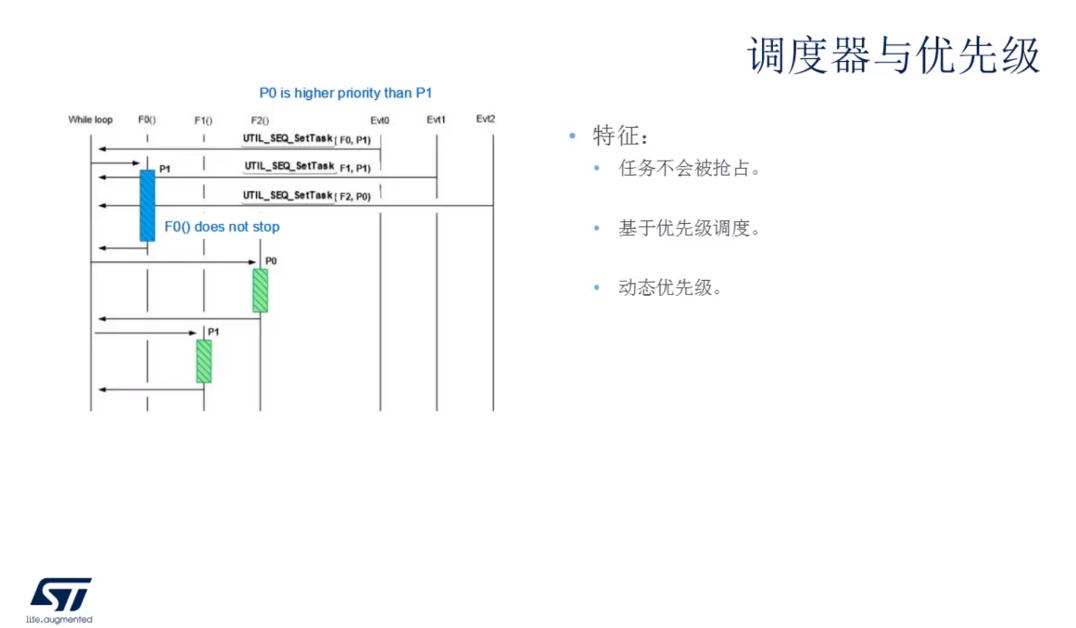 调度器与优先级
P0 is higher priority than P1
While loop F0() F1() F2() Evt0 Evt1 Evt2
UTIL_SEQ_SetTask( F0, P1)
P1
UTIL_SEQ_SetTask( F1, P1)
UTIL_SEQ_SetTask( F2, P0)
F0() does not stop
P0
P1
• 特征：
• 任务不会被抢占。
• 基于优先级调度。
• 动态优先级。
ST
life.augmented